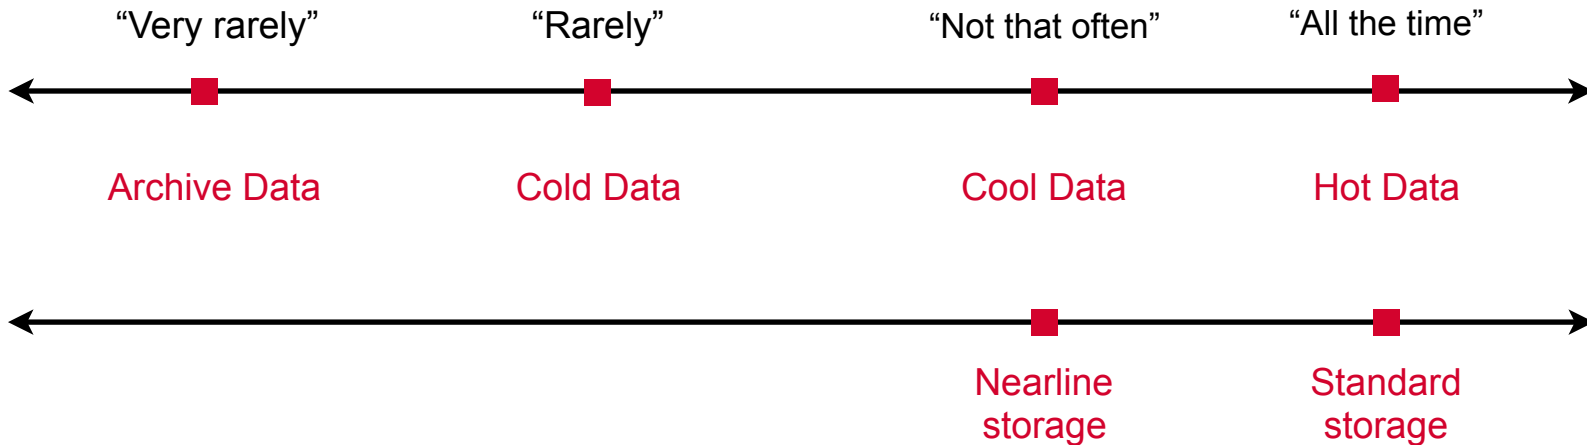 “Very rarely” “Rarely” “Not that often” “All the time”
Archive Data Cold Data Cool Data Hot Data
Nearline Standard
storage storage